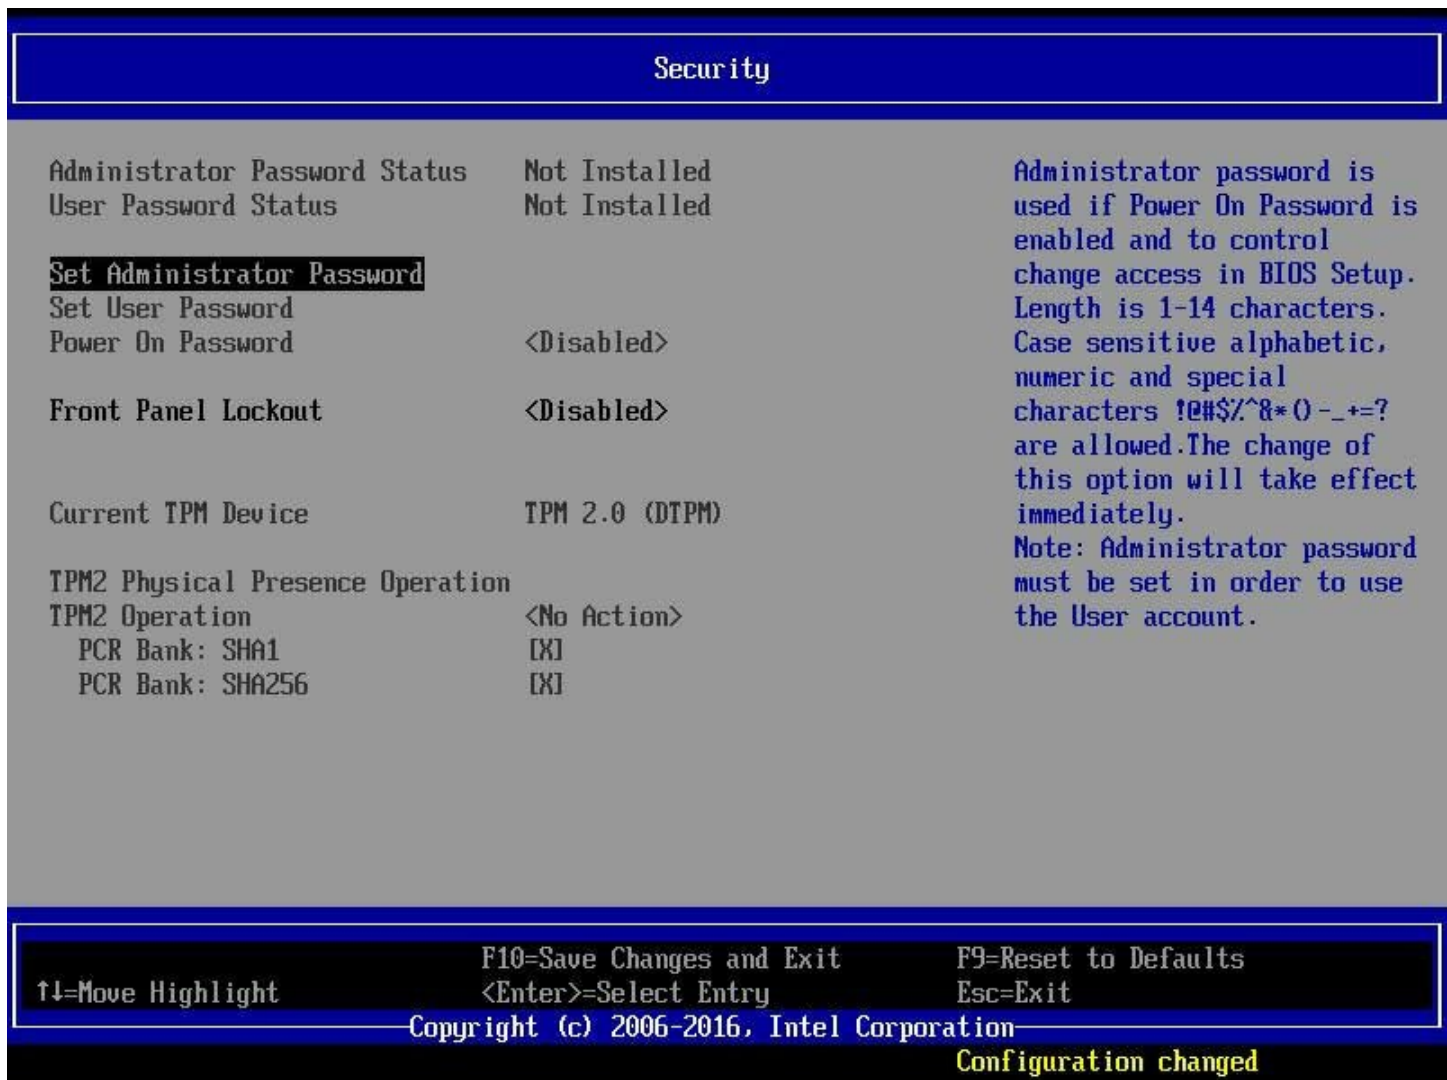 Security
Administrator Password Status Not Installed
User Password Status Not Installed
Set Administrator Password
Set User Password
Power On Password <Disabled>
Front Panel Lockout <Disabled>
Current TPM Device TPM 2.0 (DTPM)
TPM2 Physical Presence Operation
TPM2 Operation <No Action>
PCR Bank: SHA1 [X]
PCR Bank: SHA256 [X]
Administrator password is
used if Power On Password is
enabled and to control
change access in BIOS Setup.
Length is 1-14 characters.
Case sensitive alphabetic,
numeric and special
characters !@#$%^&*()-_+=?
are allowed.The change of
this option will take effect
immediately.
Note: Administrator password
must be set in order to use
the User account.
F10=Save Changes and Exit F9=Reset to Defaults
↑↓=Move Highlight <Enter>=Select Entry Esc=Exit
Copyright (c) 2006-2016, Intel Corporation
Configuration changed